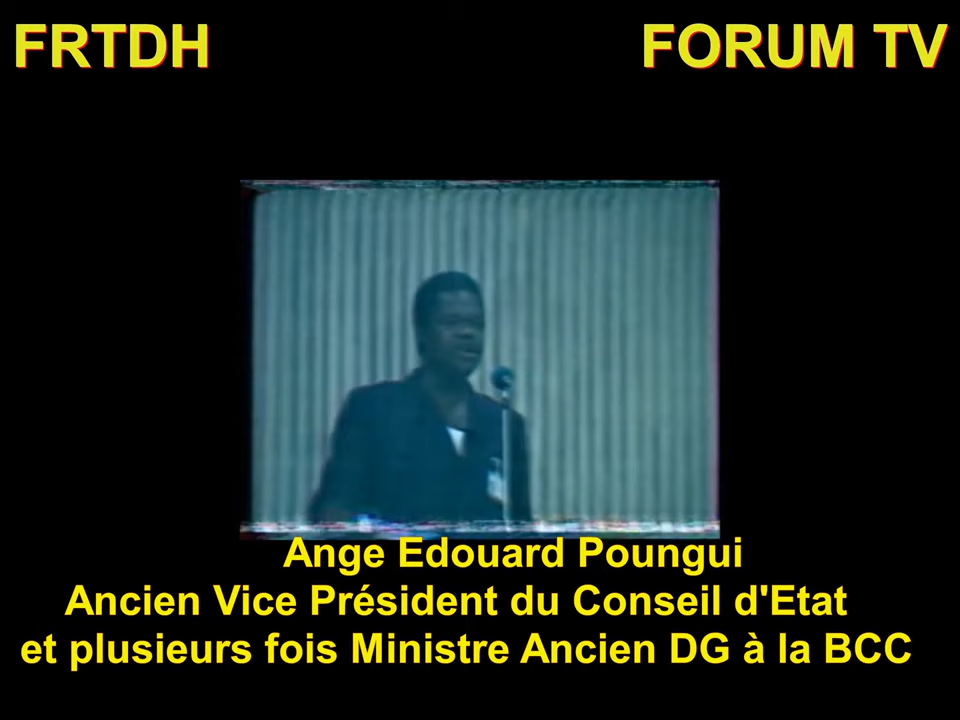 FRTDH FORUM TV
Ange Edouard Poungui
Ancien Vice Président du Conseil d'Etat
et plusieurs fois Ministre Ancien DG à la BCC